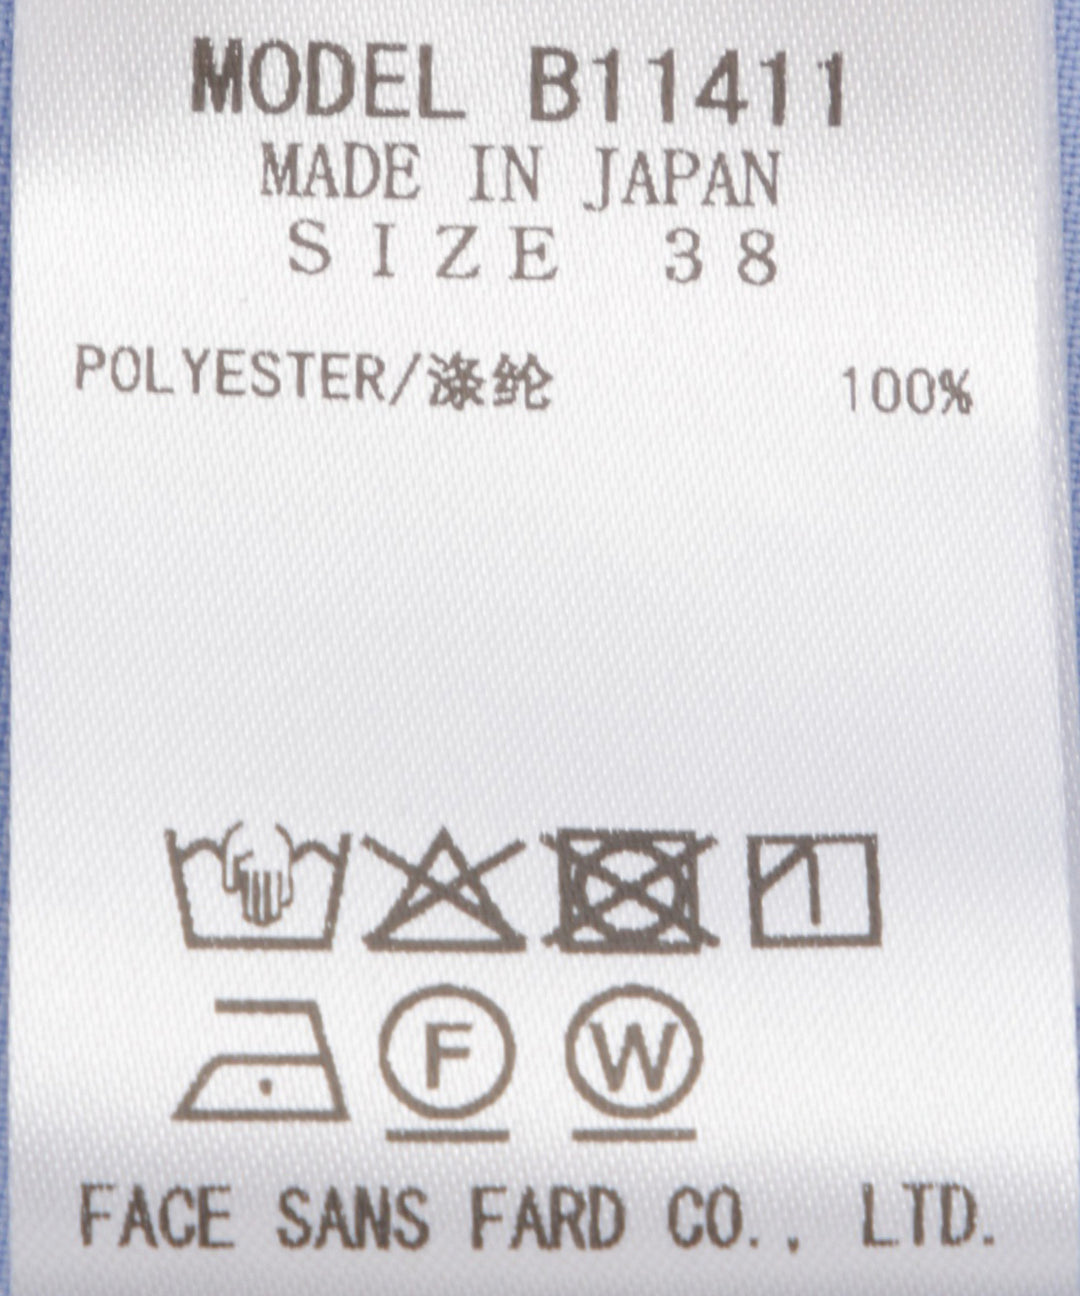 MODEL B11411
MADE IN JAPAN
SIZE 38
POLYESTER/涤纶 100%
F W
FACE SANS FARD CO., LTD.